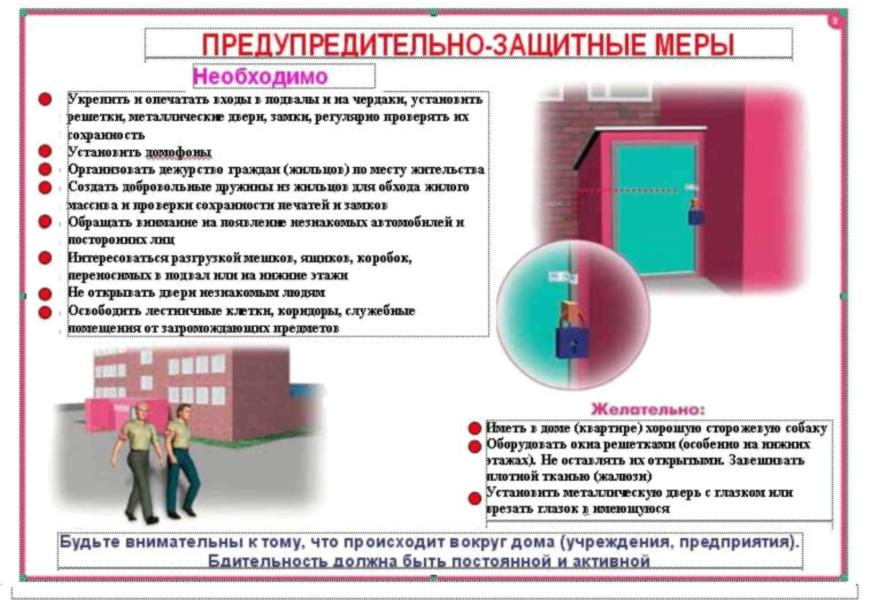 2
ПРЕДУПРЕДИТЕЛЬНО-ЗАЩИТНЫЕ МЕРЫ
Необходимо
Укрепить и опечатать входы в подвалы и на чердаки, установить
решетки, металлические двери, замки, регулярно проверять их
сохранность
Установить домофоны
Организовать дежурство граждан (жильцов) по месту жительства
Создать добровольные дружины из жильцов для обхода жилого
массива и проверки сохранности печатей и замков
Обращать внимание на появление незнакомых автомобилей и
посторонних лиц
Интересоваться разгрузкой мешков, ящиков, коробок,
переносимых в подвал или на нижние этажи
Не открывать двери незнакомым людям
Освободить лестничные клетки, коридоры, служебные
помещения от загромождающих предметов
Желательно:
Иметь в доме (квартире) хорошую сторожевую собаку
Оборудовать окна решетками (особенно на нижних
этажах). Не оставлять их открытыми. Завешивать
плотной тканью (жалюзи)
Установить металлическую дверь с глазком или
врезать глазок в имеющуюся
Будьте внимательны к тому, что происходит вокруг дома (учреждения, предприятия).
Бдительность должна быть постоянной и активной